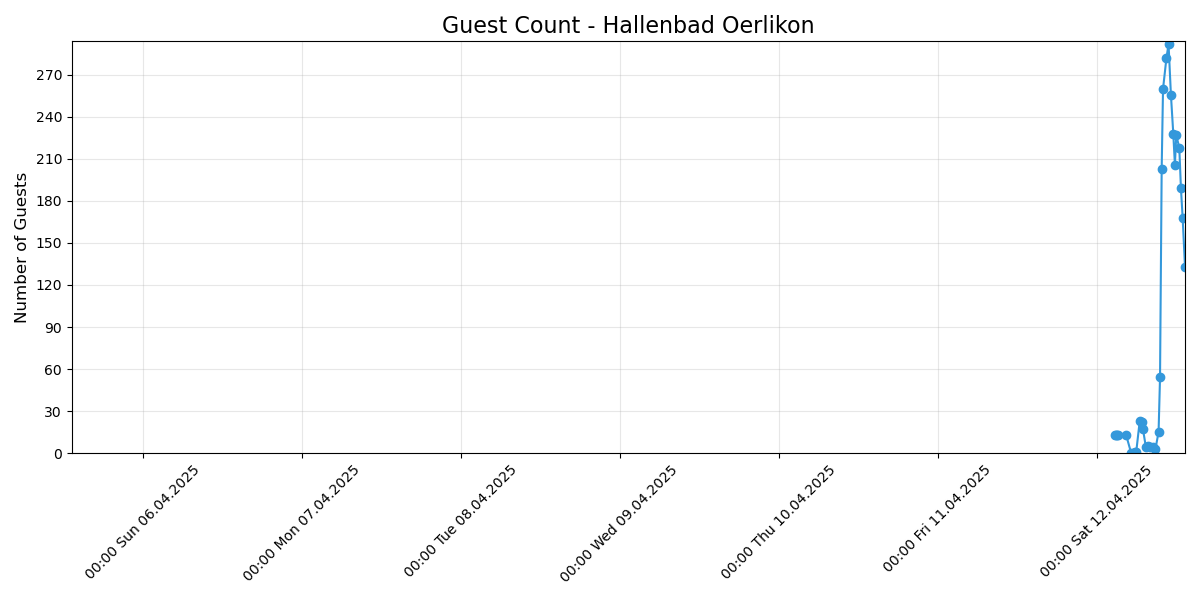 Guest Count - Hallenbad Oerlikon
Number of Guests
270
240
210
180
150
120
90
60
30
0
00:00 Sun 06.04.2025
00:00 Mon 07.04.2025
00:00 Tue 08.04.2025
00:00 Wed 09.04.2025
00:00 Thu 10.04.2025
00:00 Fri 11.04.2025
00:00 Sat 12.04.2025